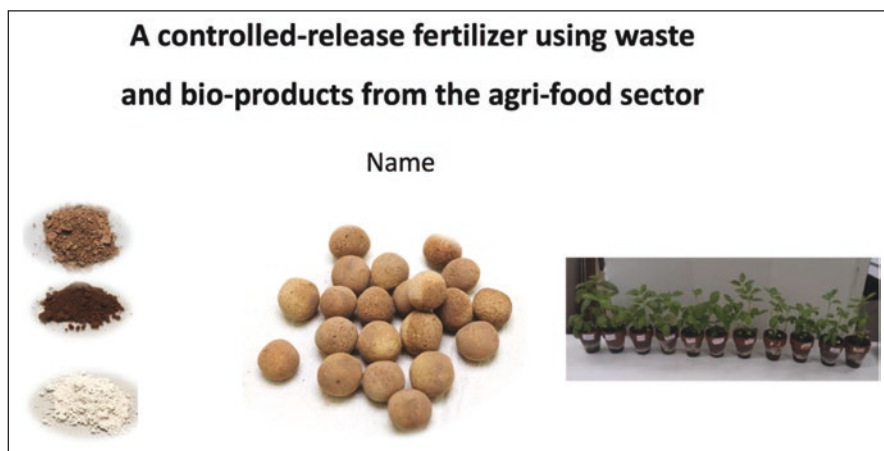 A controlled-release fertilizer using waste
and bio-products from the agri-food sector
Name